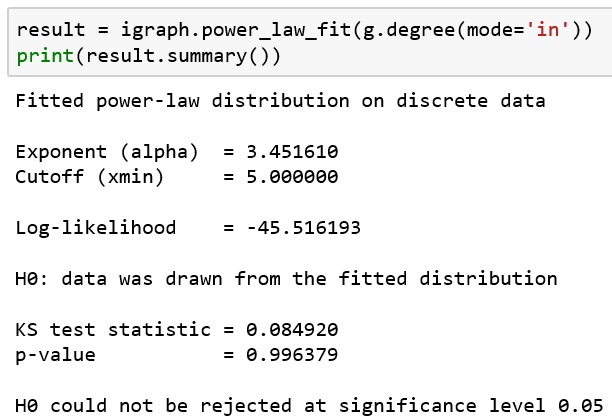 result = igraph.power_law_fit(g.degree(mode='in'))
print(result.summary())
Fitted power-law distribution on discrete data
Exponent (alpha)  = 3.451610
Cutoff (xmin)     = 5.000000
Log-likelihood    = -45.516193
H0: data was drawn from the fitted distribution
KS test statistic = 0.084920
p-value           = 0.996379
H0 could not be rejected at significance level 0.05